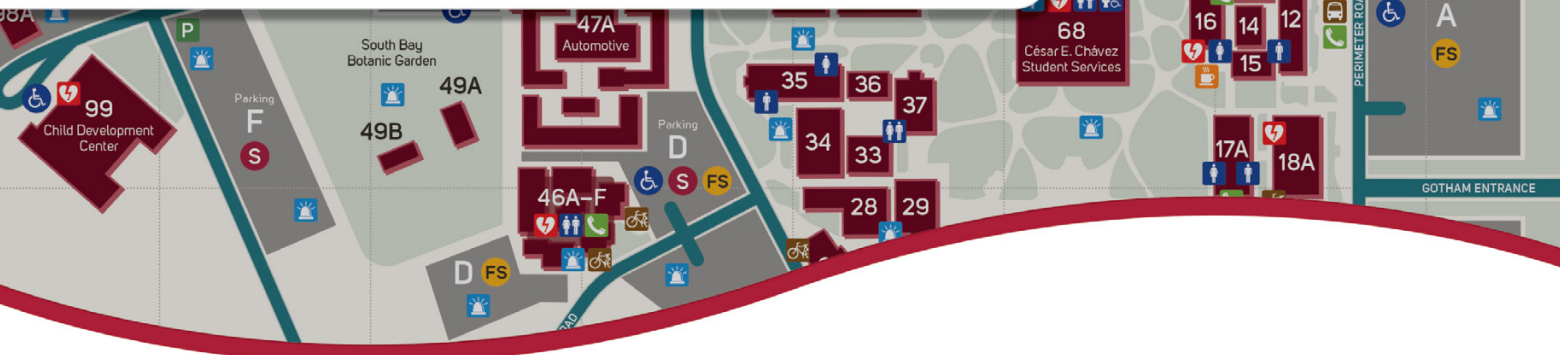 98A
P
99
Child Development
Center
Parking
F
S
South Bay
Botanic Garden
49A
49B
47A
Automotive
Parking
D
S
FS
46A-F
D
FS
35
36
37
34
33
28
29
68
César E. Chávez
Student Services
16
14
12
15
17A
18A
PERIMETER ROA
A
FS
GOTHAM ENTRANCE
OAD